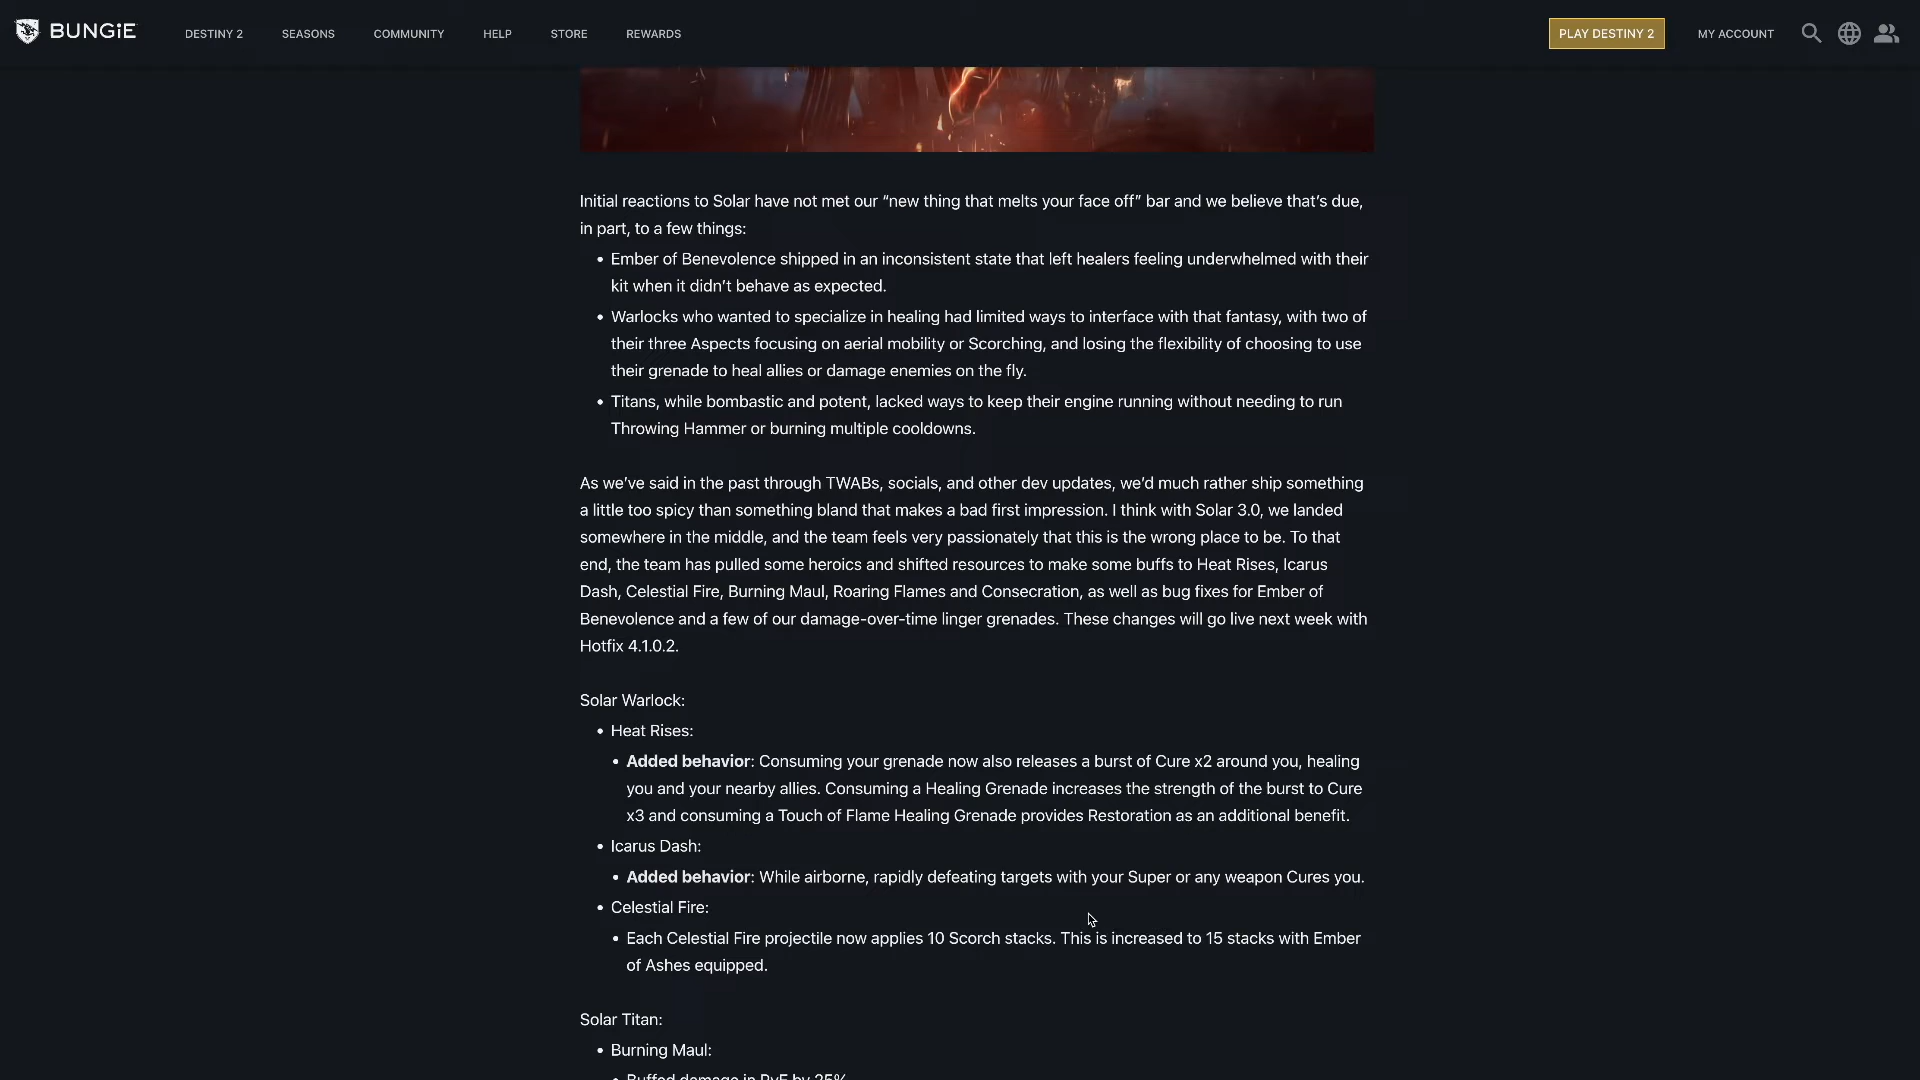 BUNGiE
DESTINY 2
SEASONS
COMMUNITY
HELP
STORE
REWARDS
PLAY DESTINY 2
MY ACCOUNT
Initial reactions to Solar have not met our “new thing that melts your face off” bar and we believe that’s due,
in part, to a few things:
• Ember of Benevolence shipped in an inconsistent state that left healers feeling underwhelmed with their
kit when it didn’t behave as expected.
• Warlocks who wanted to specialize in healing had limited ways to interface with that fantasy, with two of
their three Aspects focusing on aerial mobility or Scorching, and losing the flexibility of choosing to use
their grenade to heal allies or damage enemies on the fly.
• Titans, while bombastic and potent, lacked ways to keep their engine running without needing to run
Throwing Hammer or burning multiple cooldowns.
As we’ve said in the past through TWABs, socials, and other dev updates, we’d much rather ship something
a little too spicy than something bland that makes a bad first impression. I think with Solar 3.0, we landed
somewhere in the middle, and the team feels very passionately that this is the wrong place to be. To that
end, the team has pulled some heroics and shifted resources to make some buffs to Heat Rises, Icarus
Dash, Celestial Fire, Burning Maul, Roaring Flames and Consecration, as well as bug fixes for Ember of
Benevolence and a few of our damage-over-time linger grenades. These changes will go live next week with
Hotfix 4.1.0.2.
Solar Warlock:
• Heat Rises:
• Added behavior: Consuming your grenade now also releases a burst of Cure x2 around you, healing
you and your nearby allies. Consuming a Healing Grenade increases the strength of the burst to Cure
x3 and consuming a Touch of Flame Healing Grenade provides Restoration as an additional benefit.
• Icarus Dash:
• Added behavior: While airborne, rapidly defeating targets with your Super or any weapon Cures you.
• Celestial Fire:
• Each Celestial Fire projectile now applies 10 Scorch stacks. This is increased to 15 stacks with Ember
of Ashes equipped.
Solar Titan:
• Burning Maul:
• Buffed damage in PvE by 25%